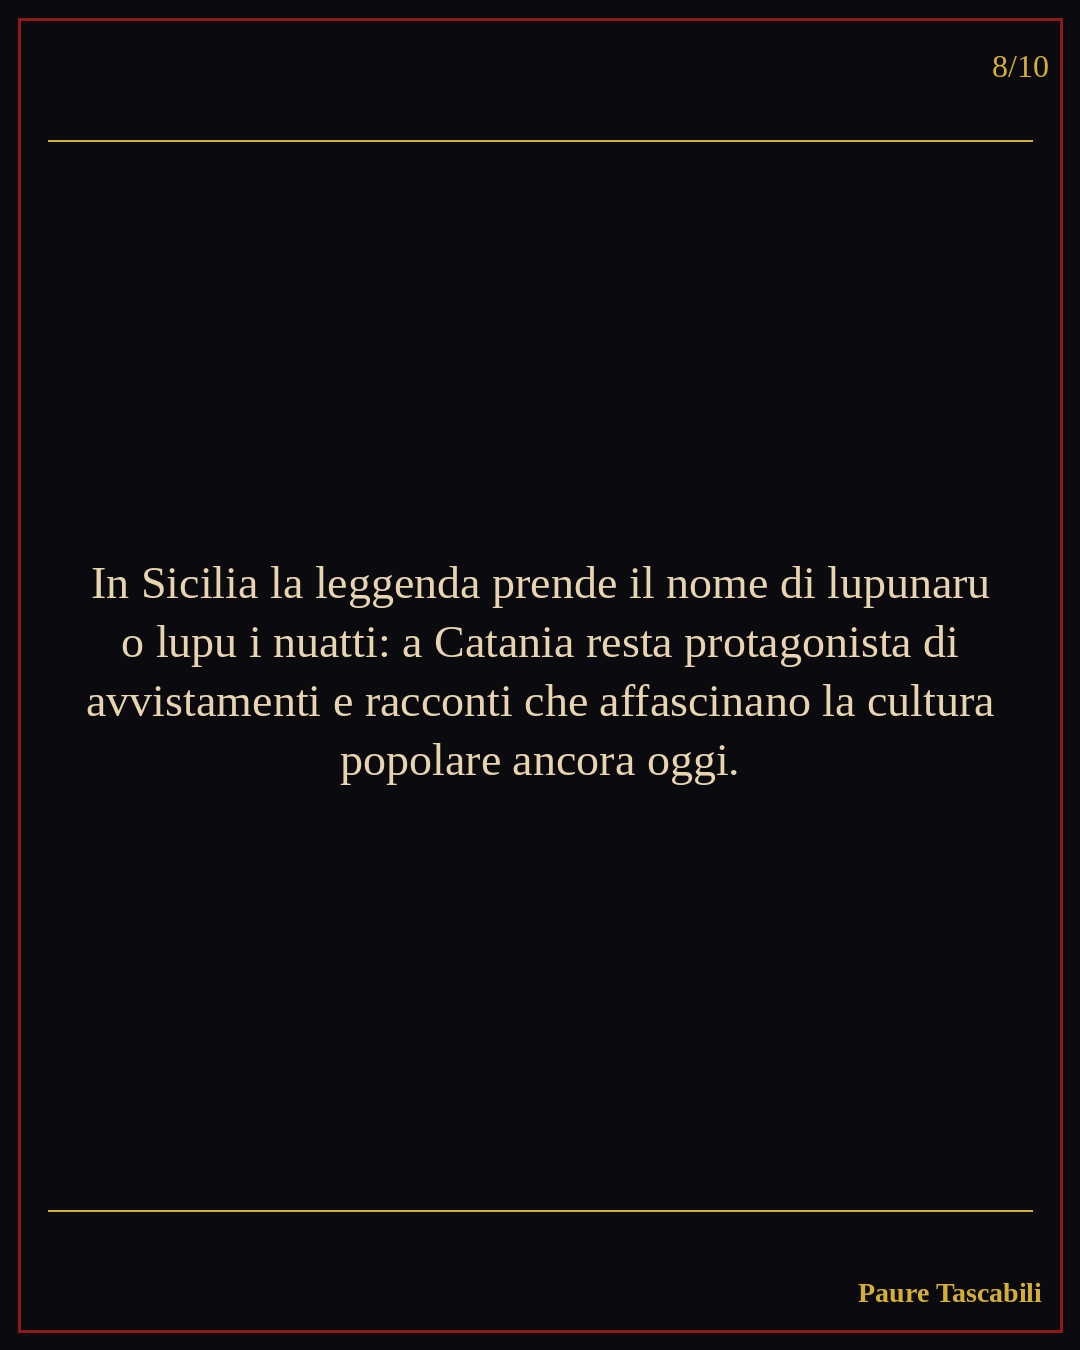 8/10
In Sicilia la leggenda prende il nome di lupunaru
o lupu i nuatti: a Catania resta protagonista di
avvistamenti e racconti che affascinano la cultura
popolare ancora oggi.
Paure Tascabili